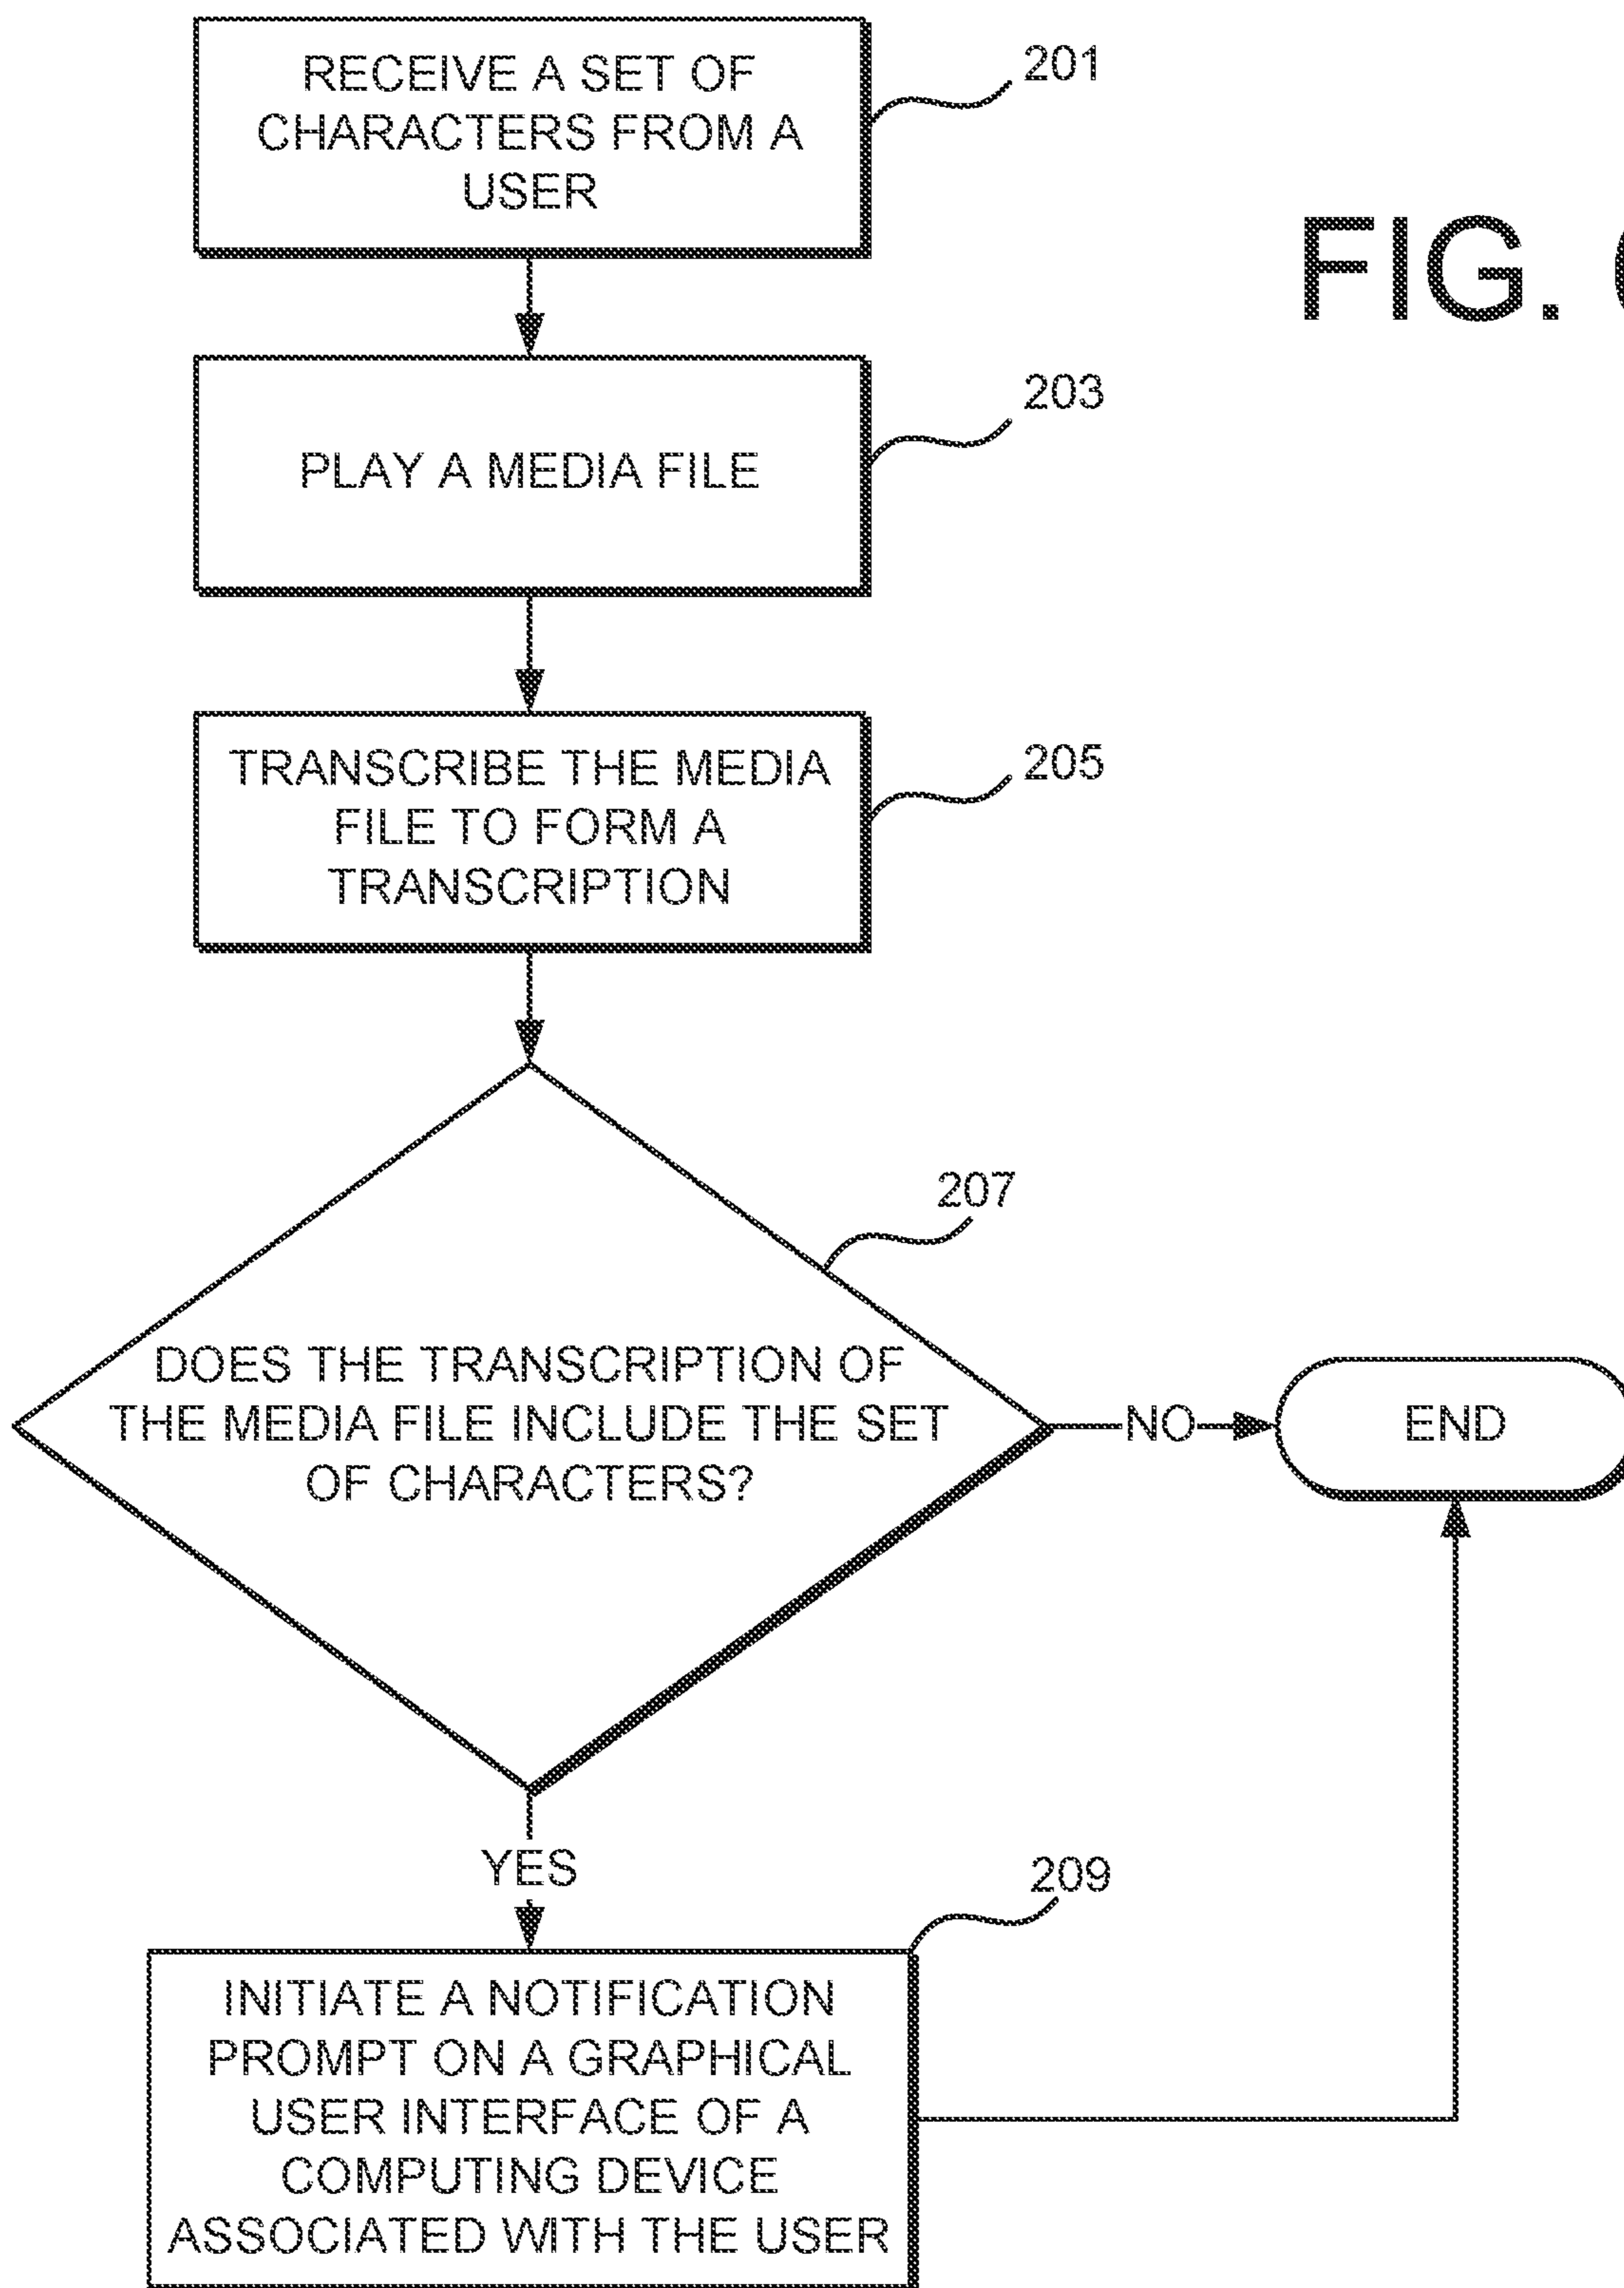 RECEIVE A SET OF
CHARACTERS FROM A
USER
201
FIG.
PLAY A MEDIA FILE
203
TRANSCRIBE THE MEDIA
FILE TO FORM A
TRANSCRIPTION
205
207
DOES THE TRANSCRIPTION OF
THE MEDIA FILE INCLUDE THE SET
OF CHARACTERS?
NO
END
YES
209
INITIATE A NOTIFICATION
PROMPT ON A GRAPHICAL
USER INTERFACE OF A
COMPUTING DEVICE
ASSOCIATED WITH THE USER